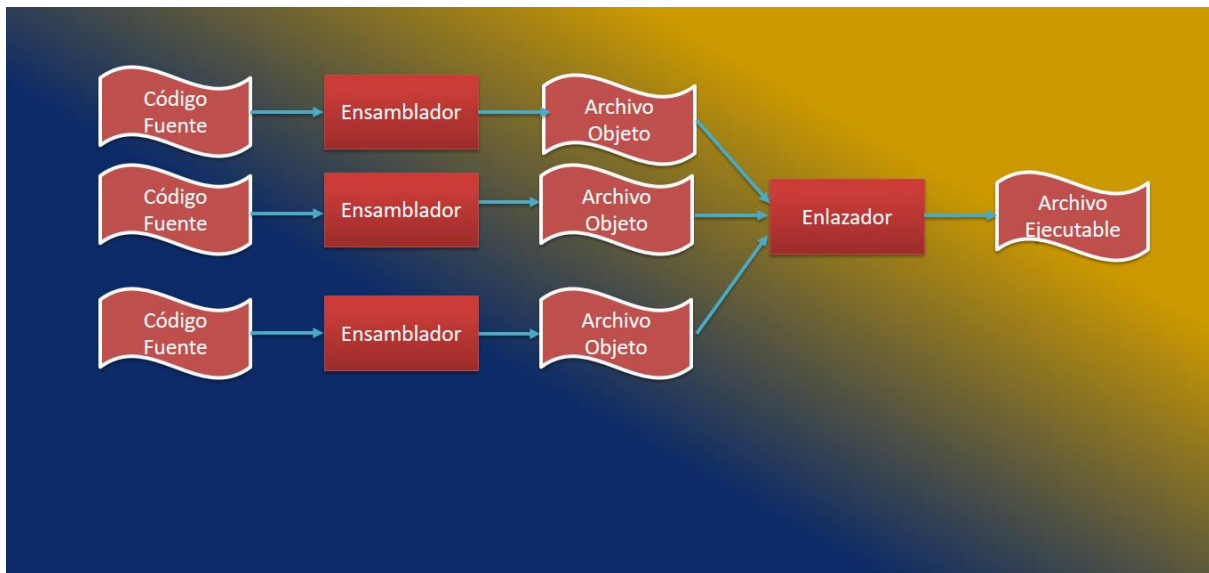 Código
Fuente
Ensamblador
Archivo
Objeto
Código
Fuente
Ensamblador
Archivo
Objeto
Enlazador
Archivo
Ejecutable
Código
Fuente
Ensamblador
Archivo
Objeto